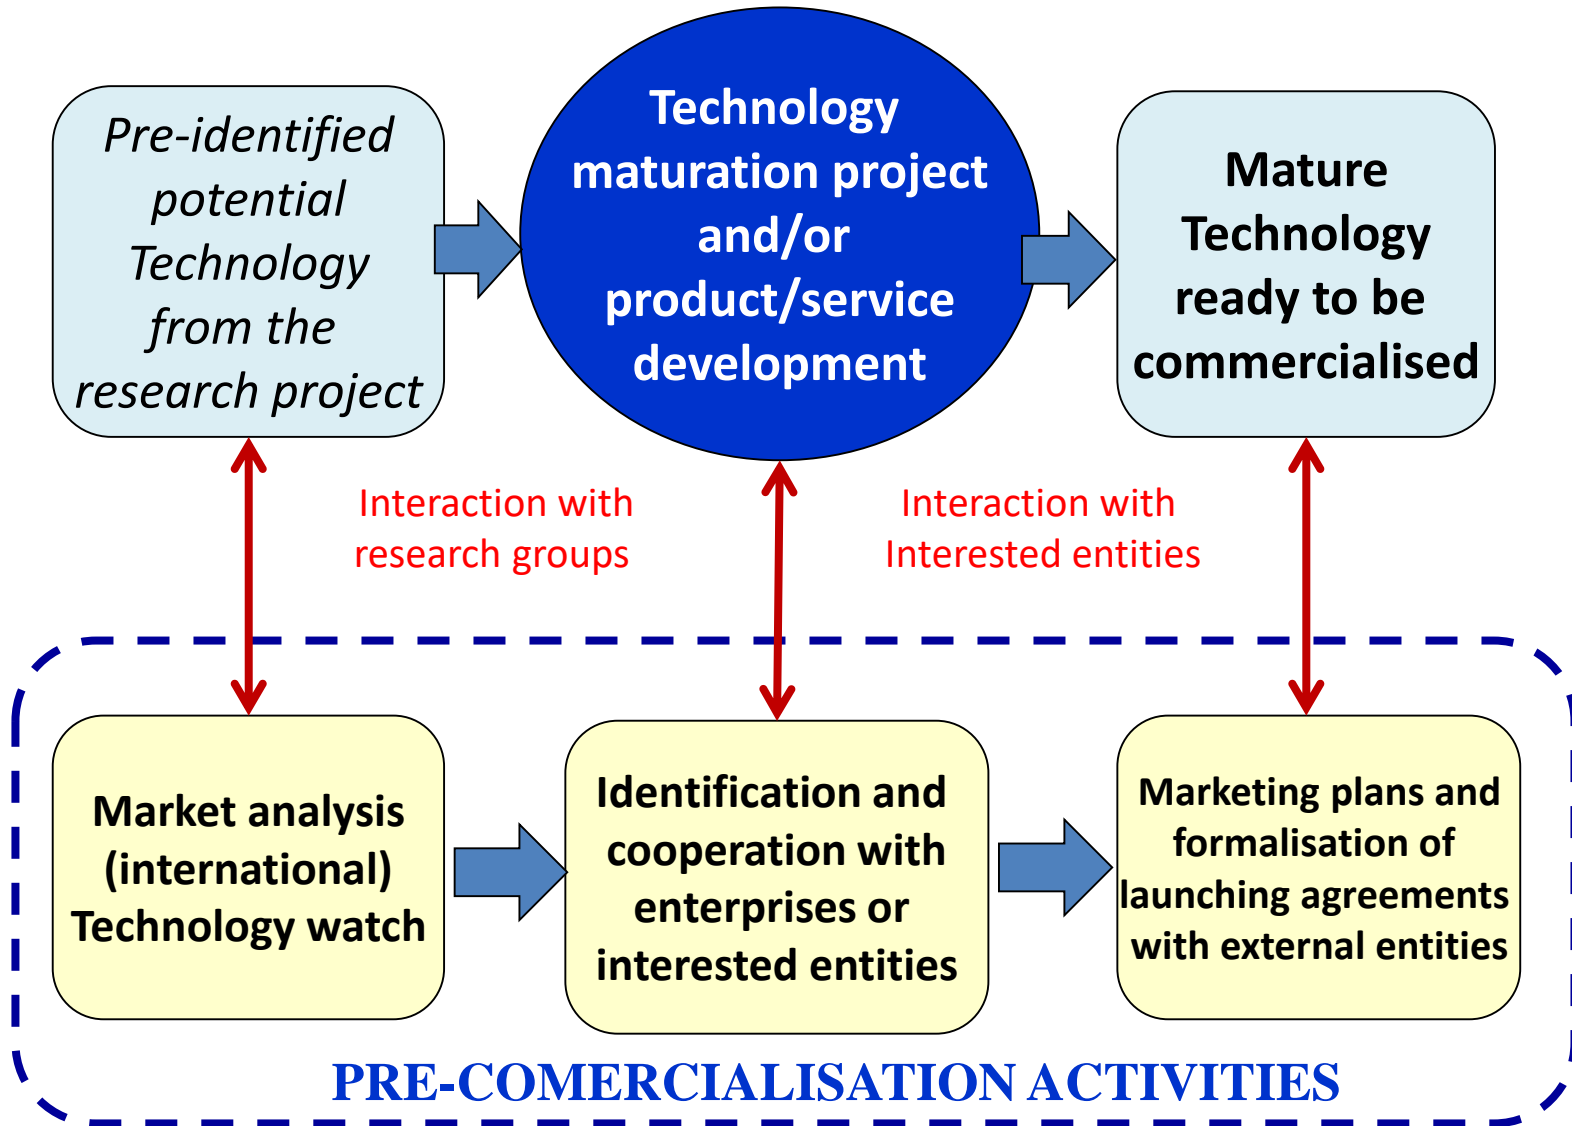 Pre-identified
potential
Technology
from the
research project
Technology
maturation project
and/or
product/service
development
Mature
Technology
ready to be
commercialised
Interaction with
research groups
Interaction with
Interested entities
Market analysis
(international)
Technology watch
Identification and
cooperation with
enterprises or
interested entities
Marketing plans and
formalisation of
launching agreements
with external entities
PRE-COMERCIALISATION ACTIVITIES